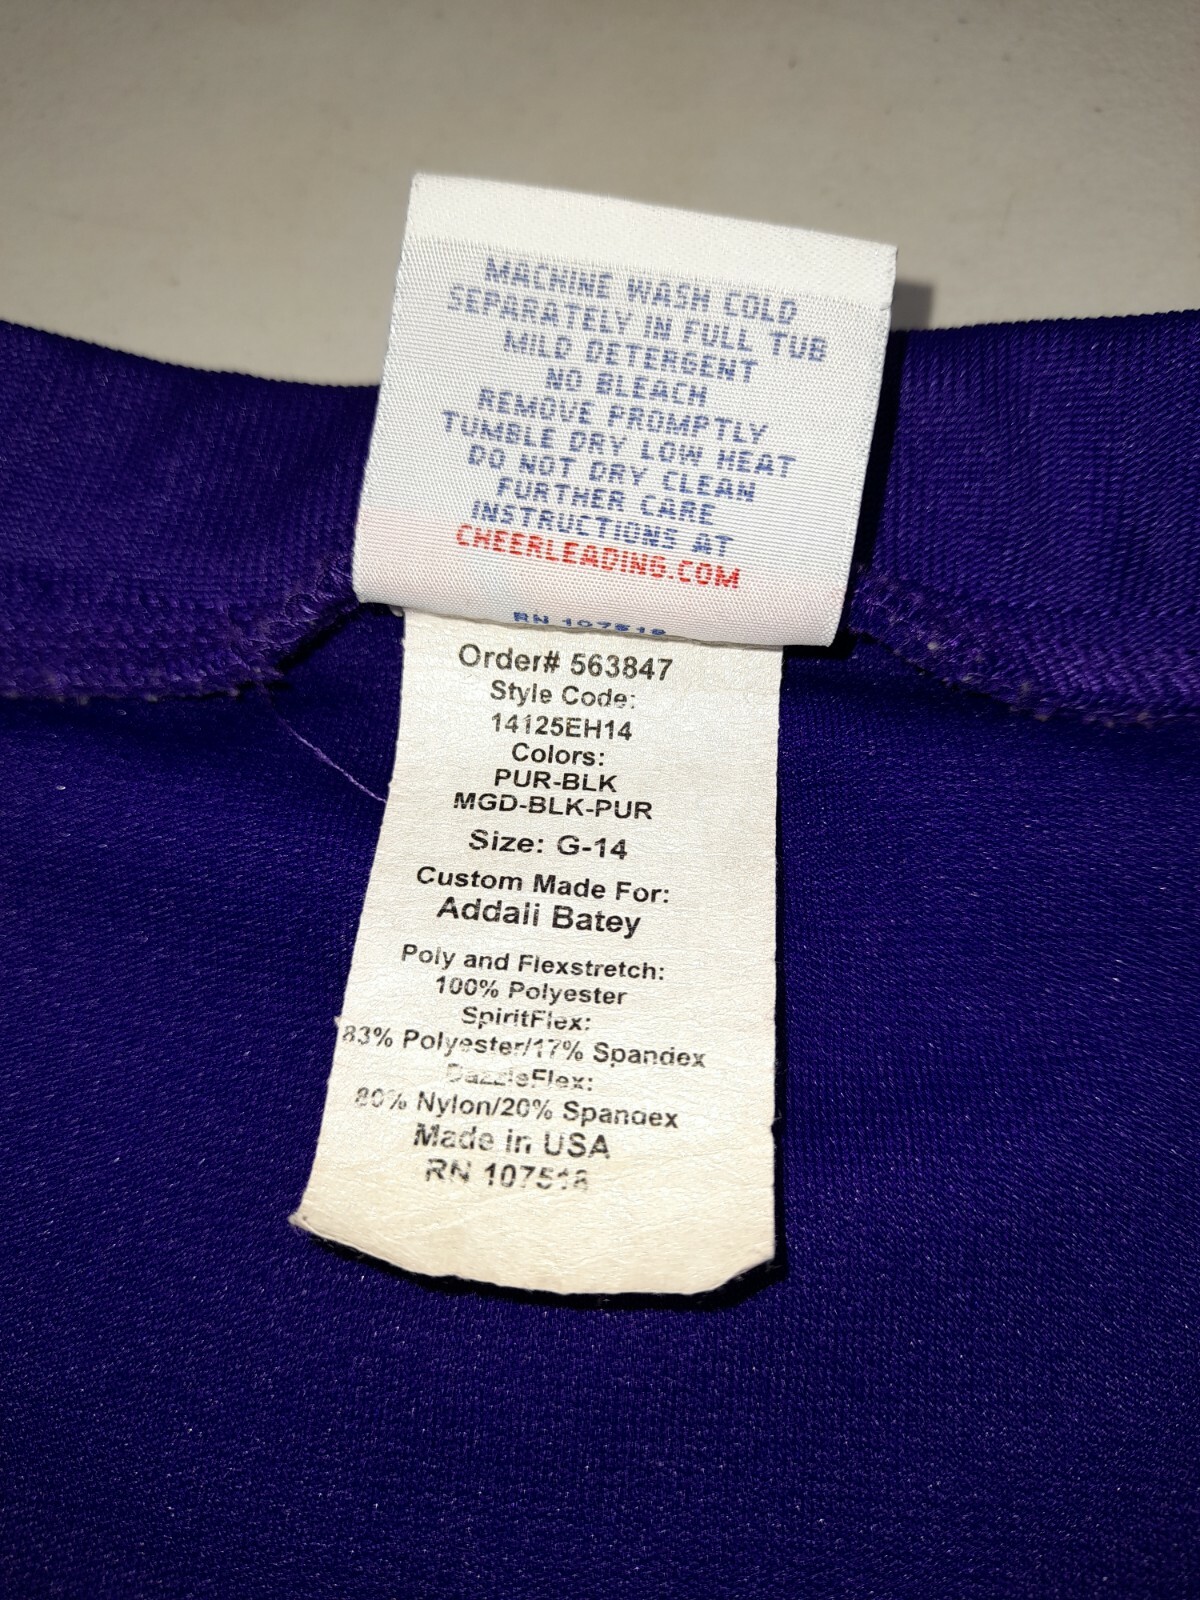 MACHINE WASH COLD
SEPARATELY IN FULL TUB
MILD DETERGENT
NO BLEACH
REMOVE PROMPTLY
TUMBLE DRY LOW HEAT
DO NOT DRY CLEAN
FURTHER CARE
INSTRUCTIONS AT
CHEERLEADING.COM
RN 107518
Order# 563847
Style Code:
14125EH14
Colors:
PUR-BLK
MGD-BLK-PUR
Size: G-14
Custom Made For:
Addali Batey
Poly and Flexstretch:
100% Polyester
SpiritFlex:
83% Polyester/17% Spandex
DazzleFlex:
80% Nylon/20% Spandex
Made in USA
RN 107518